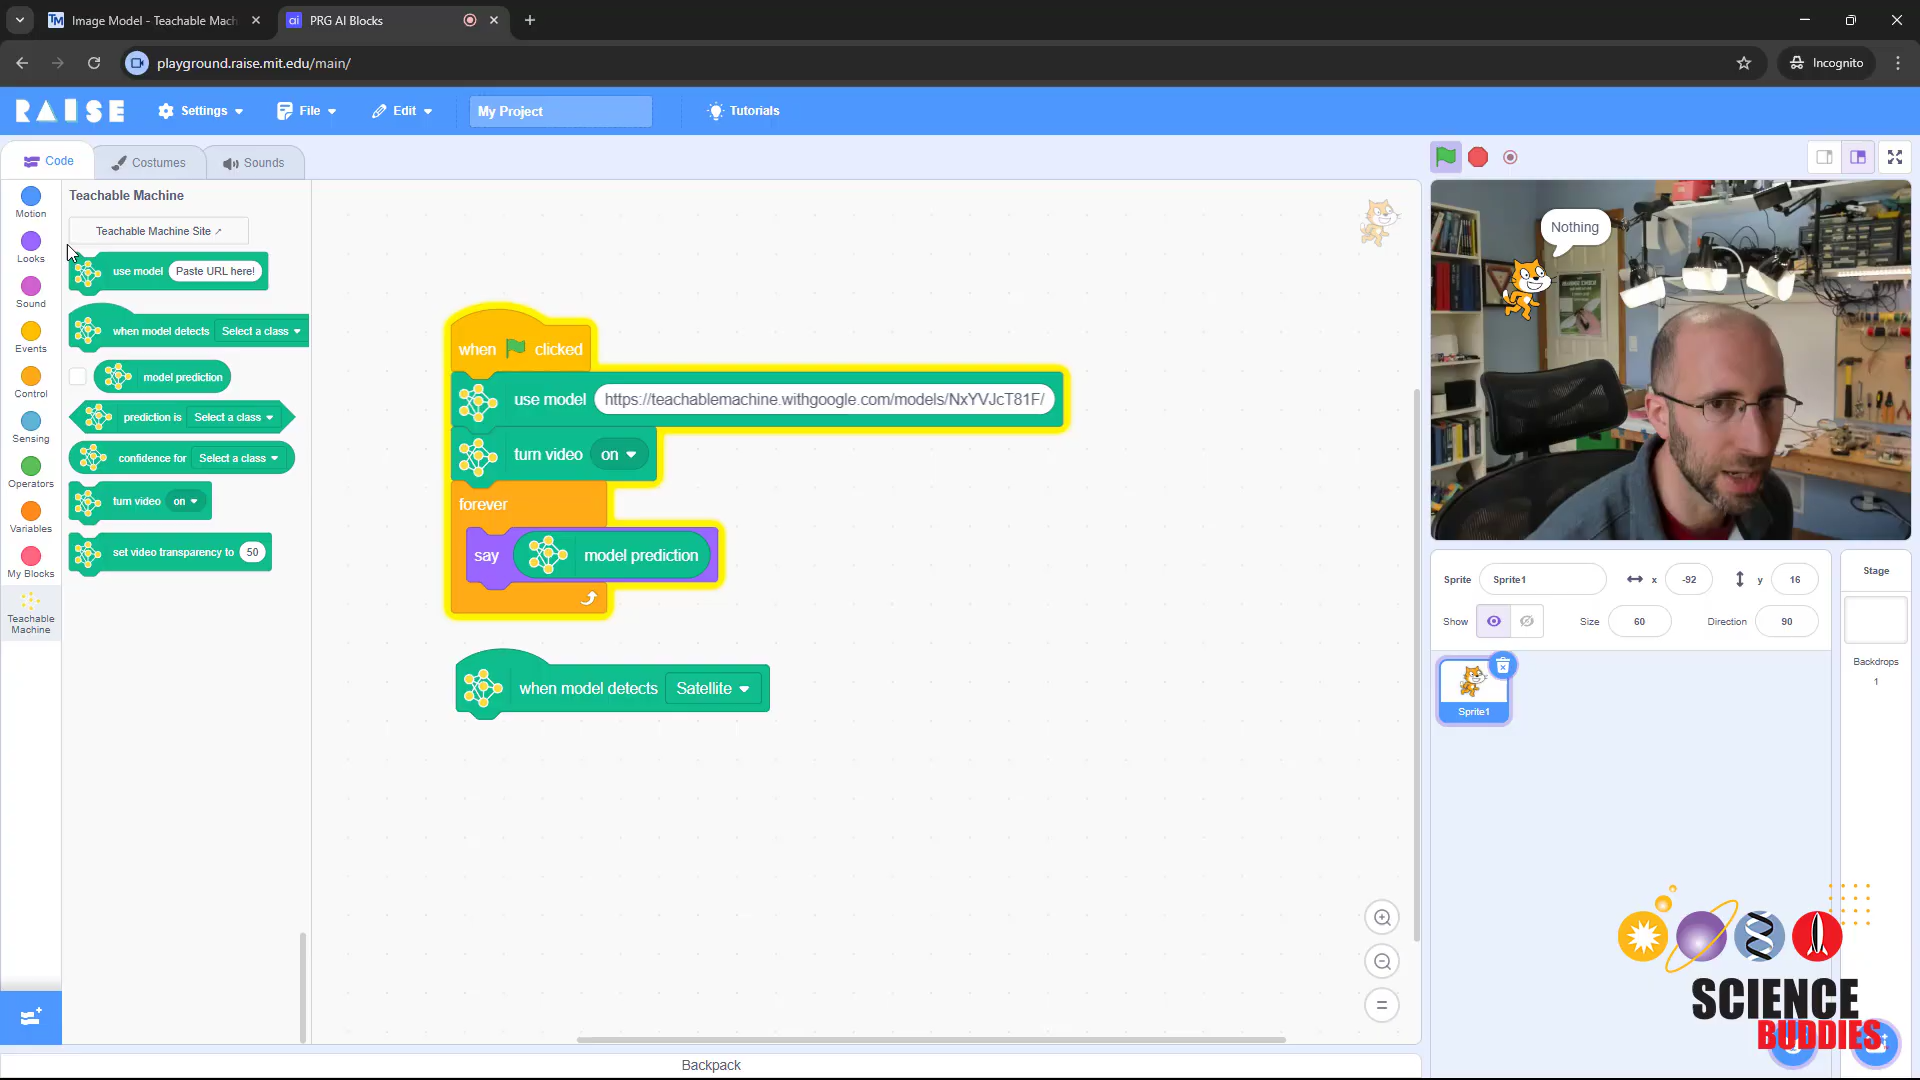 Image Model - Teachable Mach
PRG AI Blocks
playground.raise.mit.edu/main/
Incognito
RAISE
Settings
File
Edit
My Project
Tutorials
Code
Costumes
Sounds
Motion
Looks
Sound
Events
Control
Sensing
Operators
Variables
My Blocks
Teachable
Machine
Teachable Machine
Teachable Machine Site ↗
use model Paste URL here!
when model detects Select a class
model prediction
prediction is Select a class
confidence for Select a class
turn video on
set video transparency to 50
when clicked
use model https://teachablemachine.withgoogle.com/models/NxYVJcT81F/
turn video on
forever
say model prediction
when model detects Satellite
Backpack
Nothing
Sprite Sprite1 x -92 y 16
Show Size 60 Direction 90
Sprite1
Stage
Backdrops
1
SCIENCE
BUDDIES